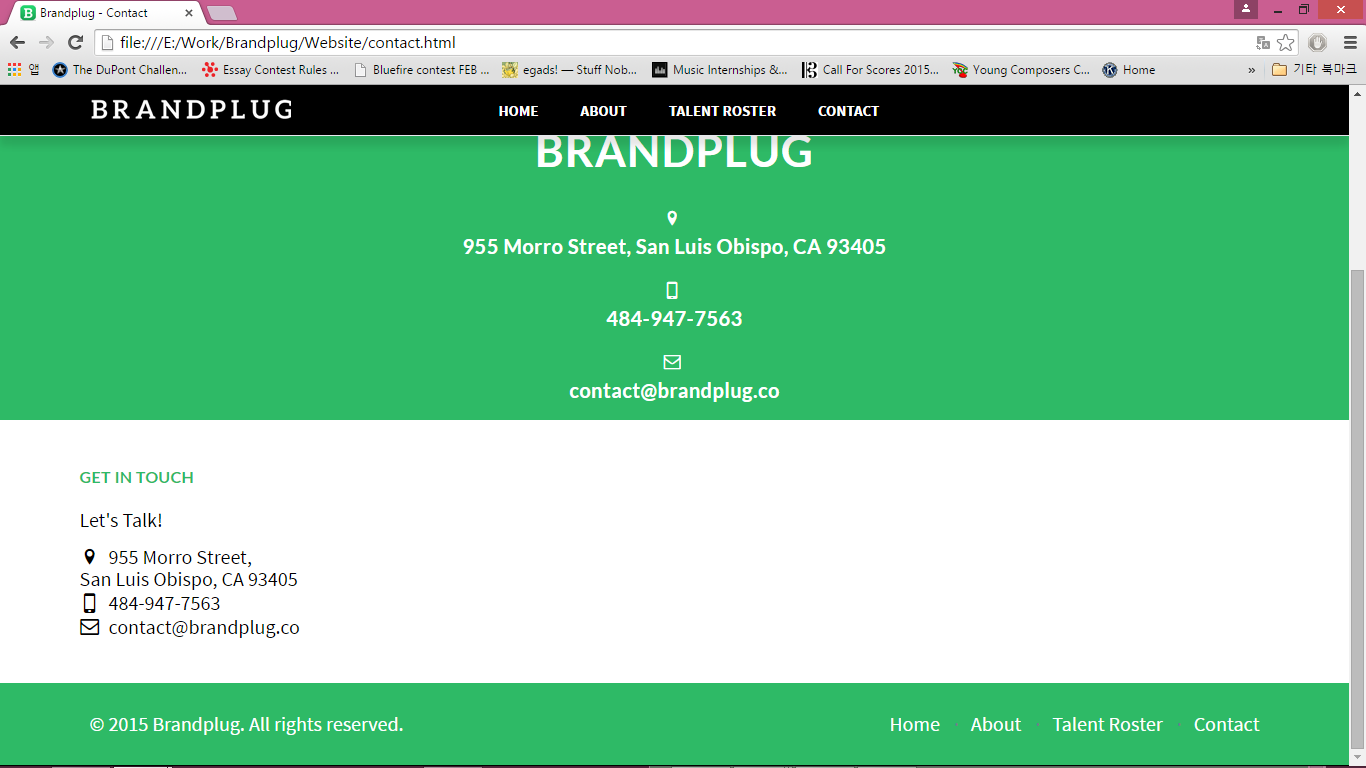 Brandplug - Contact
file:///E:/Work/Brandplug/Website/contact.html
앱 The DuPont Challen... Essay Contest Rules ... Bluefire contest FEB ... egads! — Stuff Nob... Music Internships &... Call For Scores 2015... Young Composers C... Home » 기타 북마크
BRANDPLUG HOME ABOUT TALENT ROSTER CONTACT
BRANDPLUG
955 Morro Street, San Luis Obispo, CA 93405
484-947-7563
contact@brandplug.co
GET IN TOUCH
Let's Talk!
955 Morro Street,
San Luis Obispo, CA 93405
484-947-7563
contact@brandplug.co
© 2015 Brandplug. All rights reserved. Home · About · Talent Roster · Contact